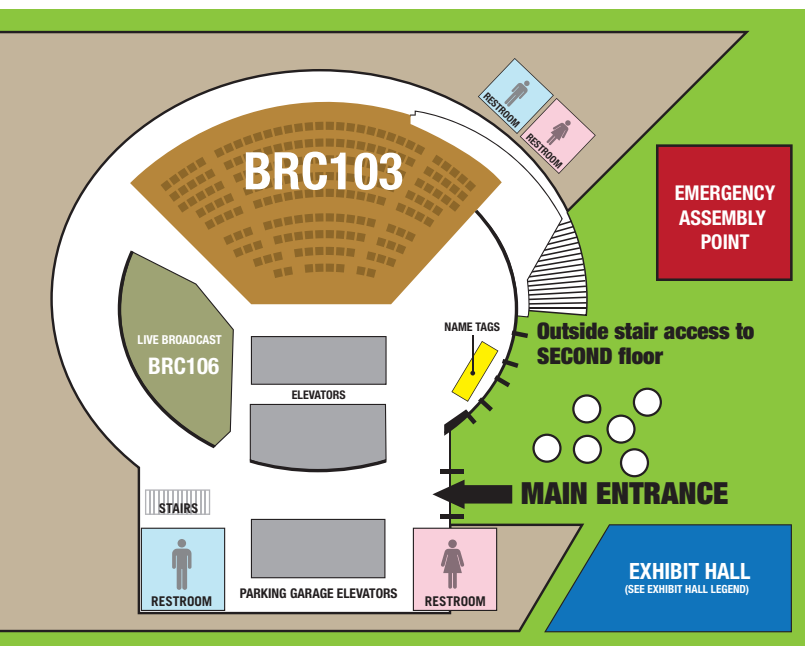 RESTROOM
RESTROOM
BRC103
EMERGENCY
ASSEMBLY
POINT
LIVE BROADCAST
BRC106
NAME TAGS
Outside stair access to
SECOND floor
ELEVATORS
MAIN ENTRANCE
STAIRS
RESTROOM
PARKING GARAGE ELEVATORS
RESTROOM
EXHIBIT HALL
(SEE EXHIBIT HALL LEGEND)